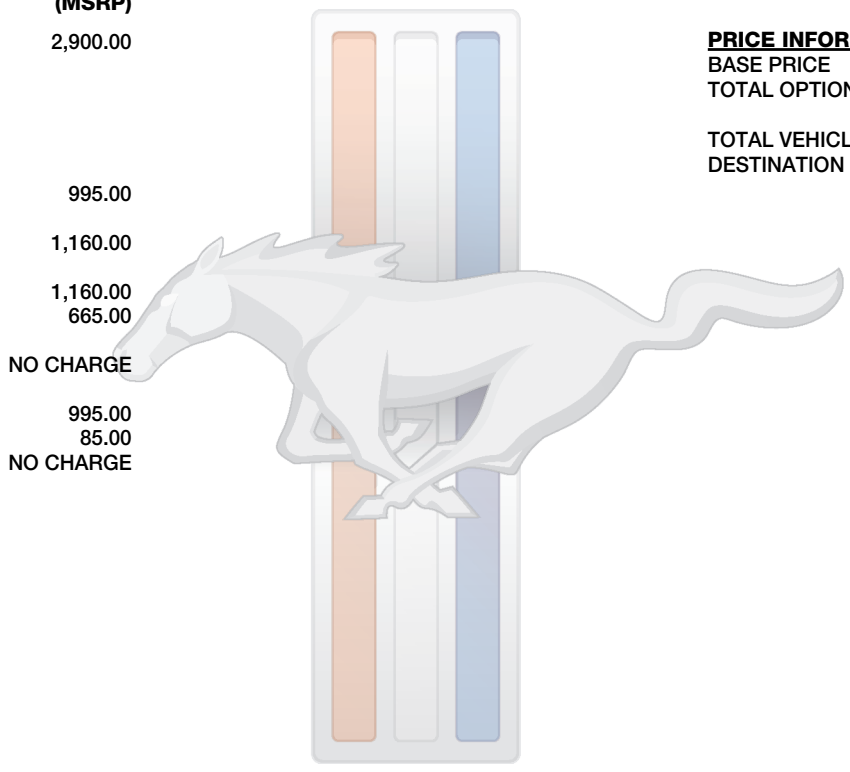 (MSRP)
2,900.00
995.00
1,160.00
1,160.00
665.00
NO CHARGE
995.00
85.00
NO CHARGE
PRICE INFOR
BASE PRICE
TOTAL OPTION
TOTAL VEHICL
DESTINATION